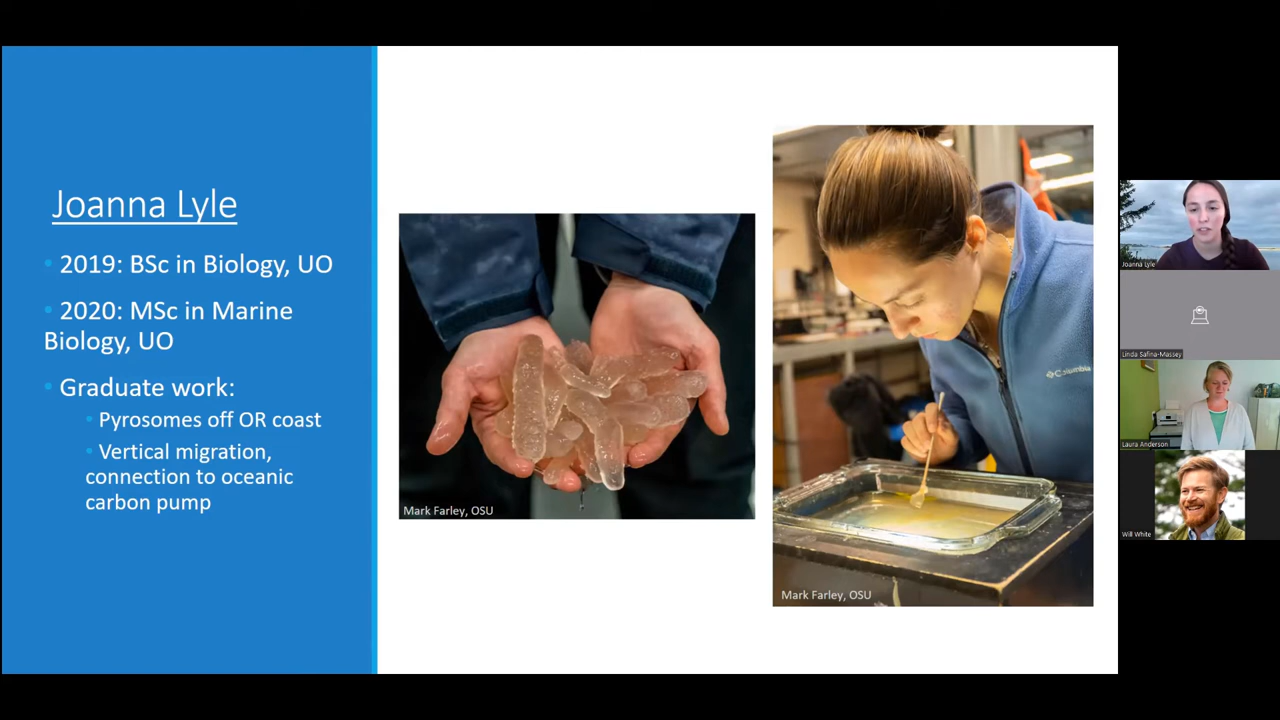 Joanna Lyle
• 2019: BSc in Biology, UO
• 2020: MSc in Marine
Biology, UO
• Graduate work:
• Pyrosomes off OR coast
• Vertical migration,
connection to oceanic
carbon pump
Mark Farley, OSU
Columbia
Mark Farley, OSU
Joanna Lyle
Linda Safina-Massey
Laura Anderson
Will White